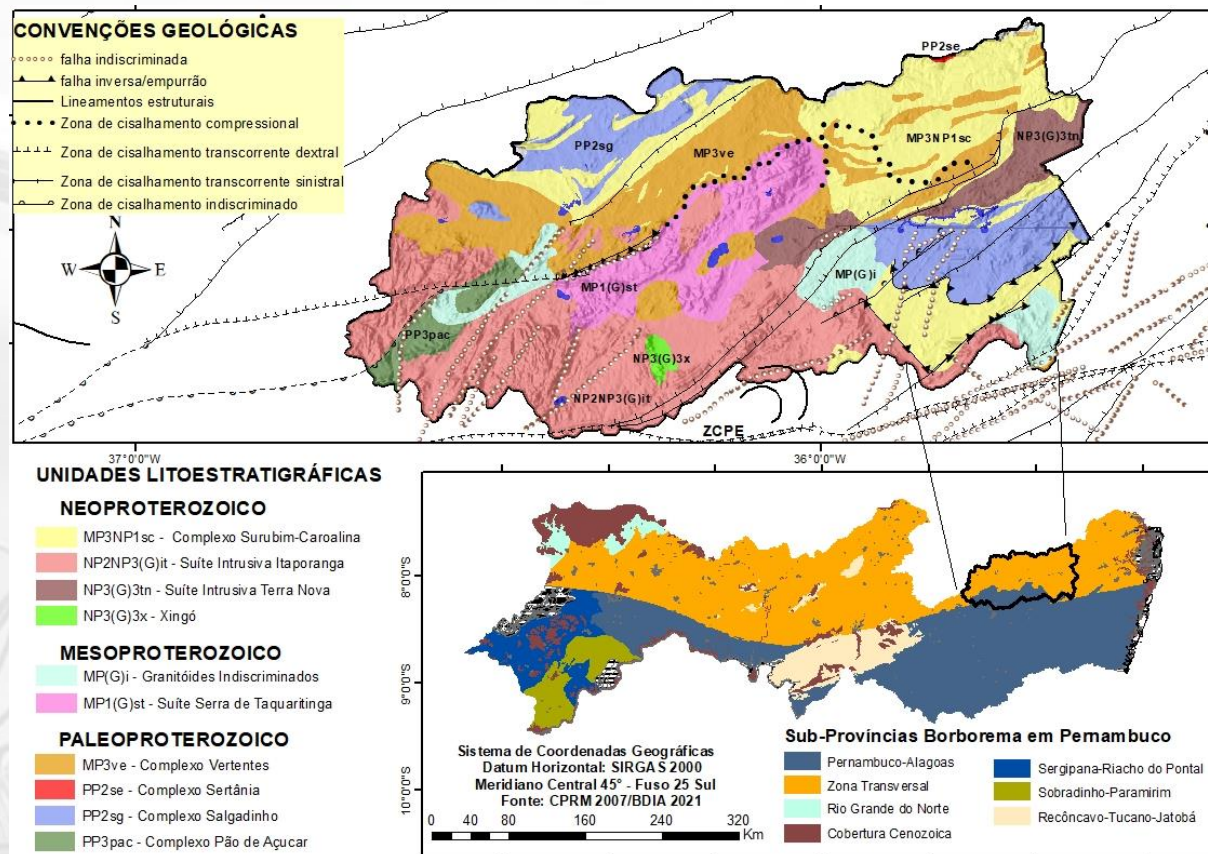 CONVENÇÕES GEOLÓGICAS
falha indiscriminada
falha inversa/empurrão
Lineamentos estruturais
Zona de cisalhamento compressional
Zona de cisalhamento transcorrente dextral
Zona de cisalhamento transcorrente sinistral
Zona de cisalhamento indiscriminado
N
W E
S
PP2se
PP2sg
MP3ve
MP3NP1sc
NP3(G)3tn
MP1(G)st
MP(G)i
PP3pac
NP3(G)3x
NP2NP3(G)it
ZCPE
37°0'0"W
36°0'0"W
UNIDADES LITOESTRATIGRÁFICAS
NEOPROTEROZOICO
MP3NP1sc - Complexo Surubim-Caroalina
NP2NP3(G)it - Suíte Intrusiva Itaporanga
NP3(G)3tn - Suíte Intrusiva Terra Nova
NP3(G)3x - Xingó
MESOPROTEROZOICO
MP(G)i - Granitóides Indiscriminados
MP1(G)st - Suíte Serra de Taquaritinga
PALEOPROTEROZOICO
MP3ve - Complexo Vertentes
PP2se - Complexo Sertânia
PP2sg - Complexo Salgadinho
PP3pac - Complexo Pão de Açucar
8°0'0"S
9°0'0"S
10°0'0"S
Sistema de Coordenadas Geográficas
Datum Horizontal: SIRGAS 2000
Meridiano Central 45° - Fuso 25 Sul
Fonte: CPRM 2007/BDIA 2021
0 40 80 160 240 320
Km
Sub-Províncias Borborema em Pernambuco
Pernambuco-Alagoas
Zona Transversal
Rio Grande do Norte
Cobertura Cenozoica
Sergipana-Riacho do Pontal
Sobradinho-Paramirim
Recôncavo-Tucano-Jatobá